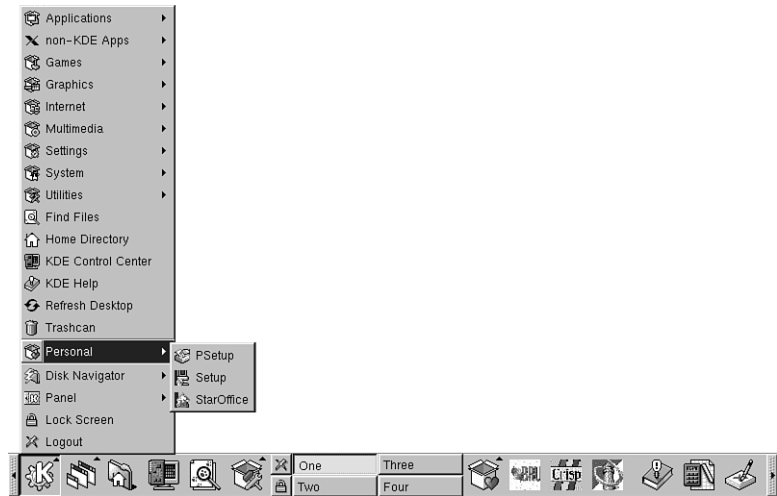 Applications
non-KDE Apps
Games
Graphics
Internet
Multimedia
Settings
System
Utilities
Find Files
Home Directory
KDE Control Center
KDE Help
Refresh Desktop
Trashcan
Personal
PSetup
Setup
StarOffice
Disk Navigator
Panel
Lock Screen
Logout
K
One
Three
Two
Four
Crisp